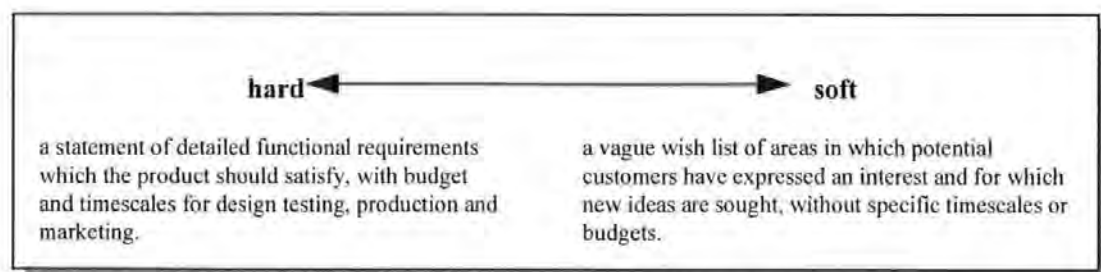 hard soft
a statement of detailed functional requirements
which the product should satisfy, with budget
and timescales for design testing, production and
marketing.
a vague wish list of areas in which potential
customers have expressed an interest and for which
new ideas are sought, without specific timescales or
budgets.